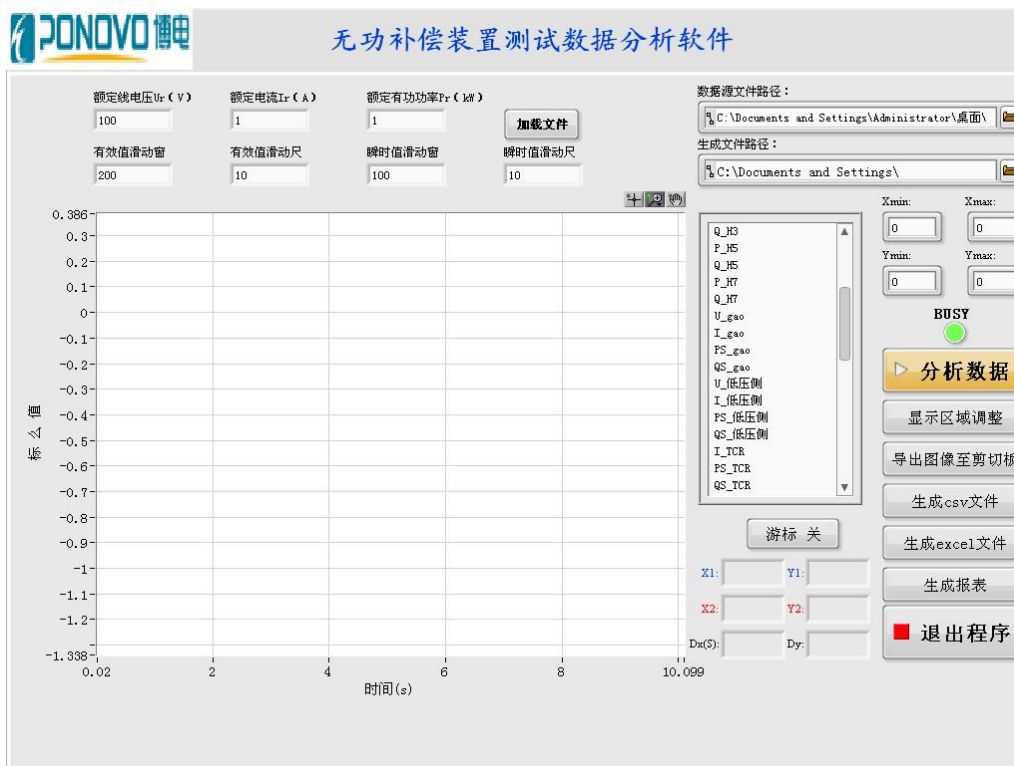 PONOVO 博电
无功补偿装置测试数据分析软件
额定线电压Ur(V) 额定电流Ir(A) 额定有功功率Pr(kW)
100 1 1
加载文件
有效值滑动窗 有效值滑动尺 瞬时值滑动窗 瞬时值滑动尺
200 10 100 10
数据源文件路径:
C:\Documents and Settings\Administrator\桌面\
生成文件路径:
C:\Documents and Settings\
标么值
0.386
0.3
0.2
0.1
0
-0.1
-0.2
-0.3
-0.4
-0.5
-0.6
-0.7
-0.8
-0.9
-1
-1.1
-1.2
-1.338
0.02 2 4 6 8 10.099
时间(s)
Q_H3
P_H5
Q_H5
P_H7
Q_H7
U_gao
I_gao
PS_gao
QS_gao
U_低压侧
I_低压侧
PS_低压侧
QS_低压侧
I_TCR
PS_TCR
QS_TCR
游标 关
X1: Y1:
X2: Y2:
Dx(S): Dy:
Xmin: Xmax:
0 0
Ymin: Ymax:
0 0
BUSY
分析数据
显示区域调整
导出图像至剪切板
生成csv文件
生成excel文件
生成报表
退出程序